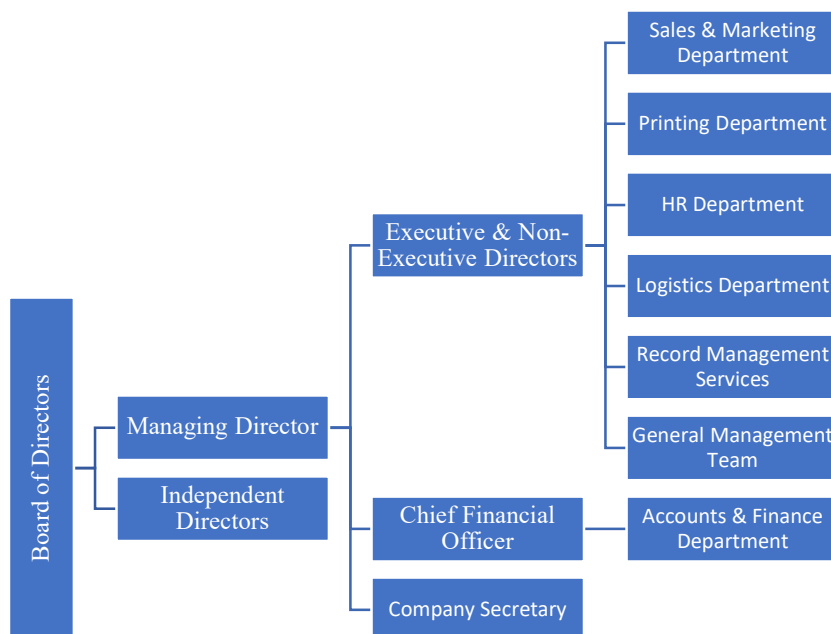 Board of Directors
Managing Director
Independent
Directors
Executive & Non-
Executive Directors
Chief Financial
Officer
Company Secretary
Sales & Marketing
Department
Printing Department
HR Department
Logistics Department
Record Management
Services
General Management
Team
Accounts & Finance
Department